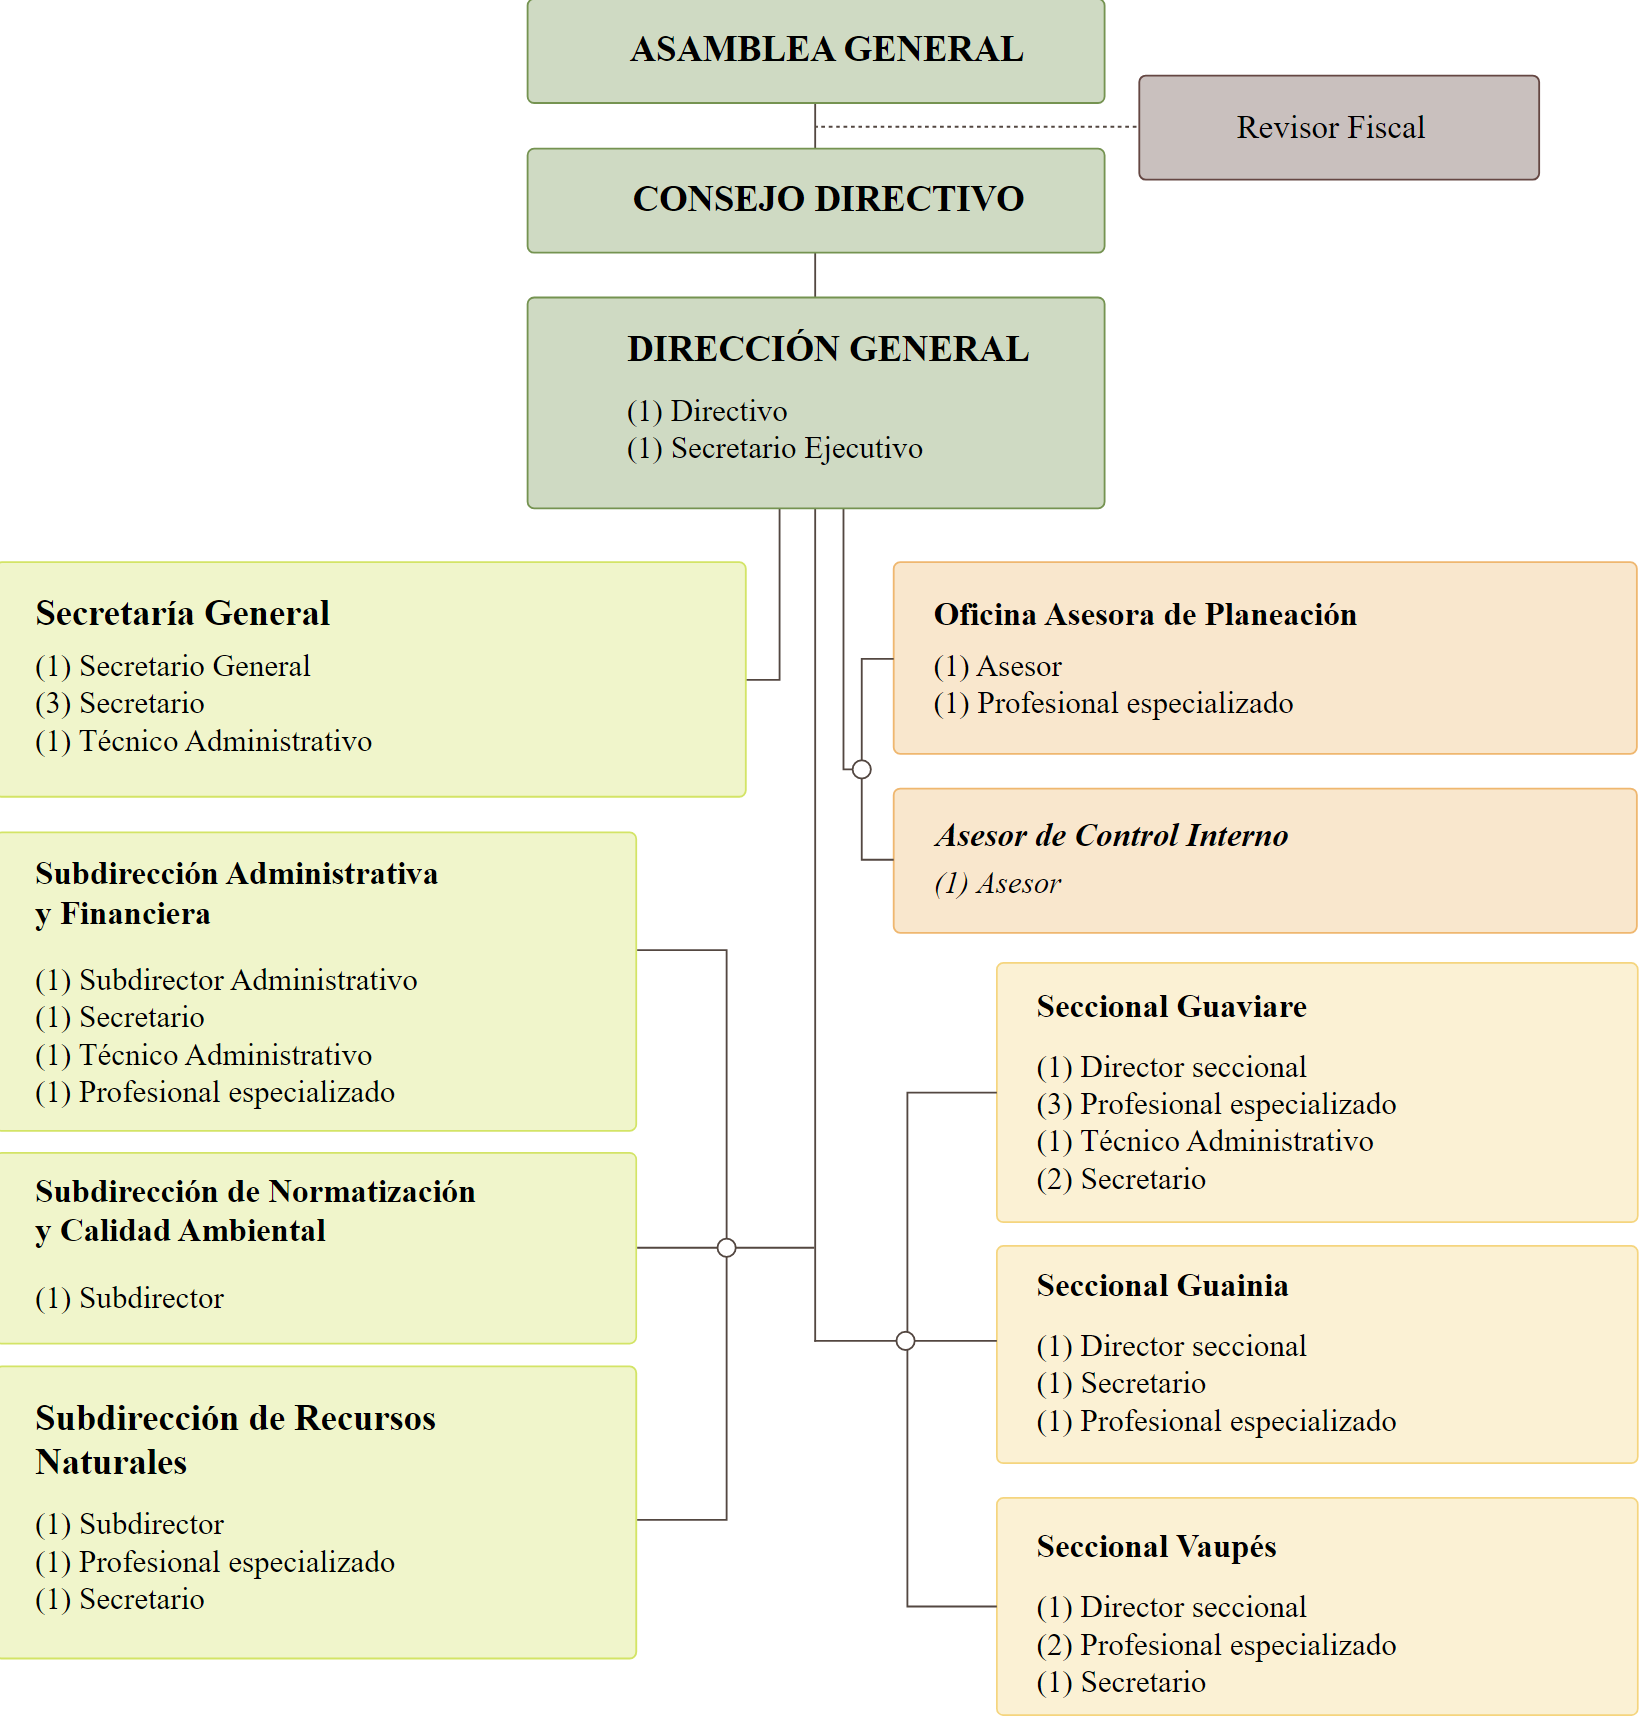 ASAMBLEA GENERAL
Revisor Fiscal
CONSEJO DIRECTIVO
DIRECCIÓN GENERAL
(1) Directivo
(1) Secretario Ejecutivo
Secretaría General
(1) Secretario General
(3) Secretario
(1) Técnico Administrativo
Oficina Asesora de Planeación
(1) Asesor
(1) Profesional especializado
Asesor de Control Interno
(1) Asesor
Subdirección Administrativa
y Financiera
(1) Subdirector Administrativo
(1) Secretario
(1) Técnico Administrativo
(1) Profesional especializado
Subdirección de Normatización
y Calidad Ambiental
(1) Subdirector
Subdirección de Recursos
Naturales
(1) Subdirector
(1) Profesional especializado
(1) Secretario
Seccional Guaviare
(1) Director seccional
(3) Profesional especializado
(1) Técnico Administrativo
(2) Secretario
Seccional Guainia
(1) Director seccional
(1) Secretario
(1) Profesional especializado
Seccional Vaupés
(1) Director seccional
(2) Profesional especializado
(1) Secretario